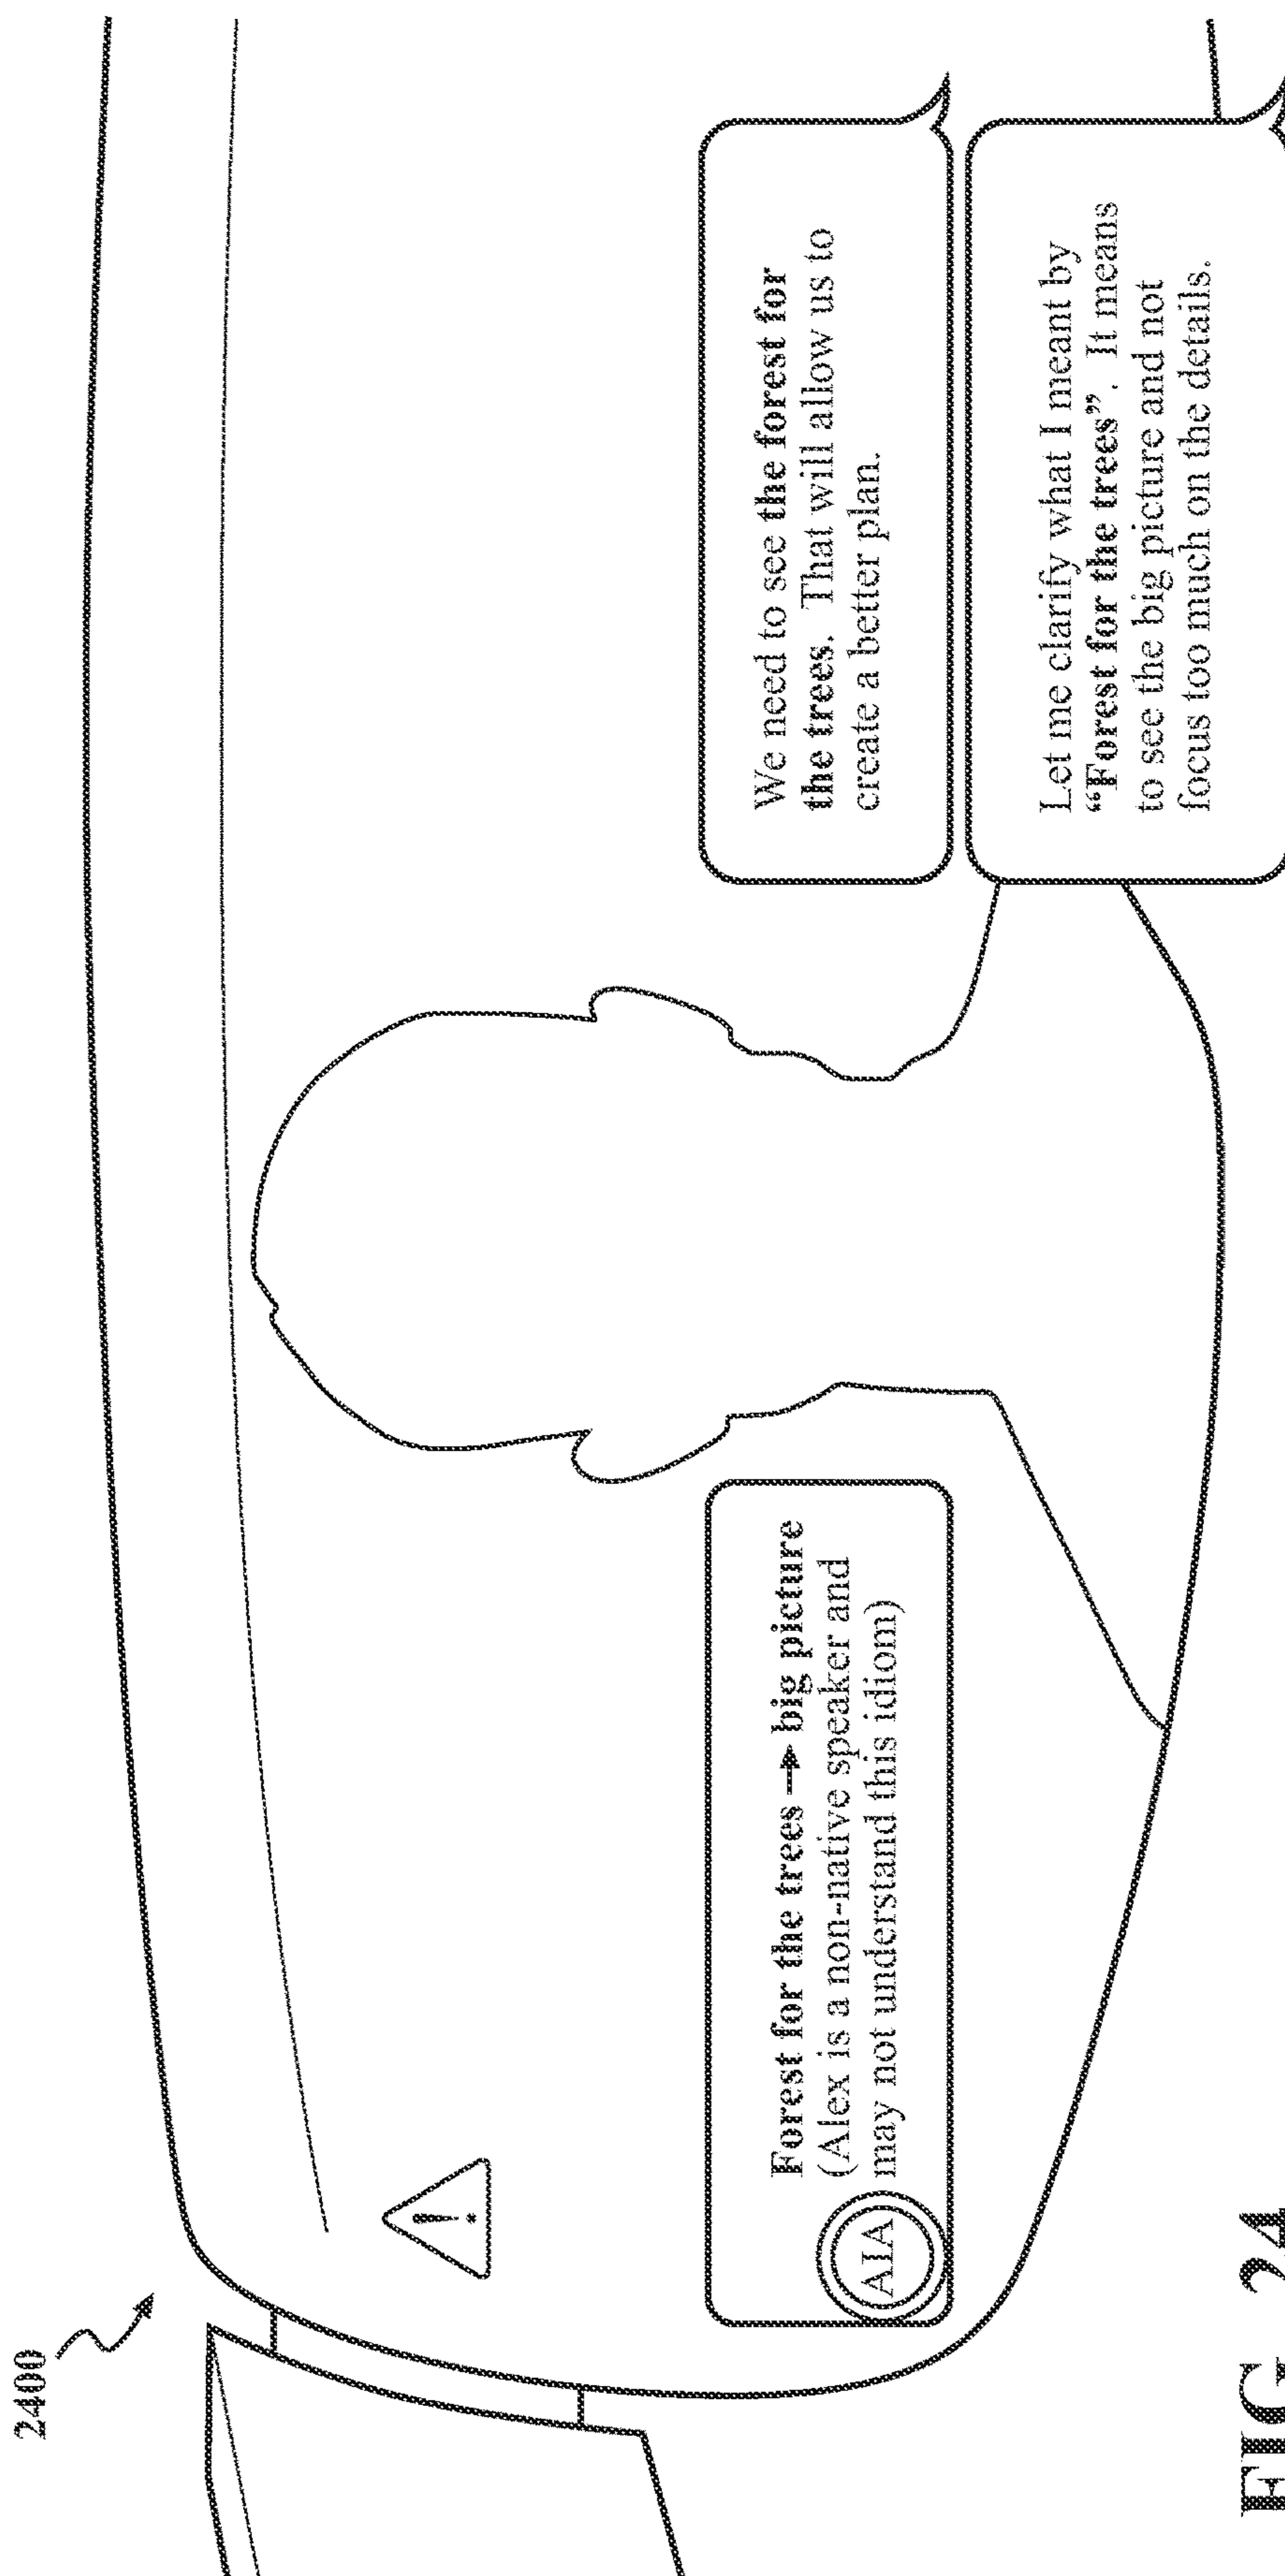 2400
Forest for the trees → big picture
(Alex is a non-native speaker and
may not understand this idiom)
AIA
We need to see the forest for
the trees. That will allow us to
create a better plan.
Let me clarify what I meant by
“Forest for the trees”. It means
to see the big picture and not
focus too much on the details.
FIG. 24